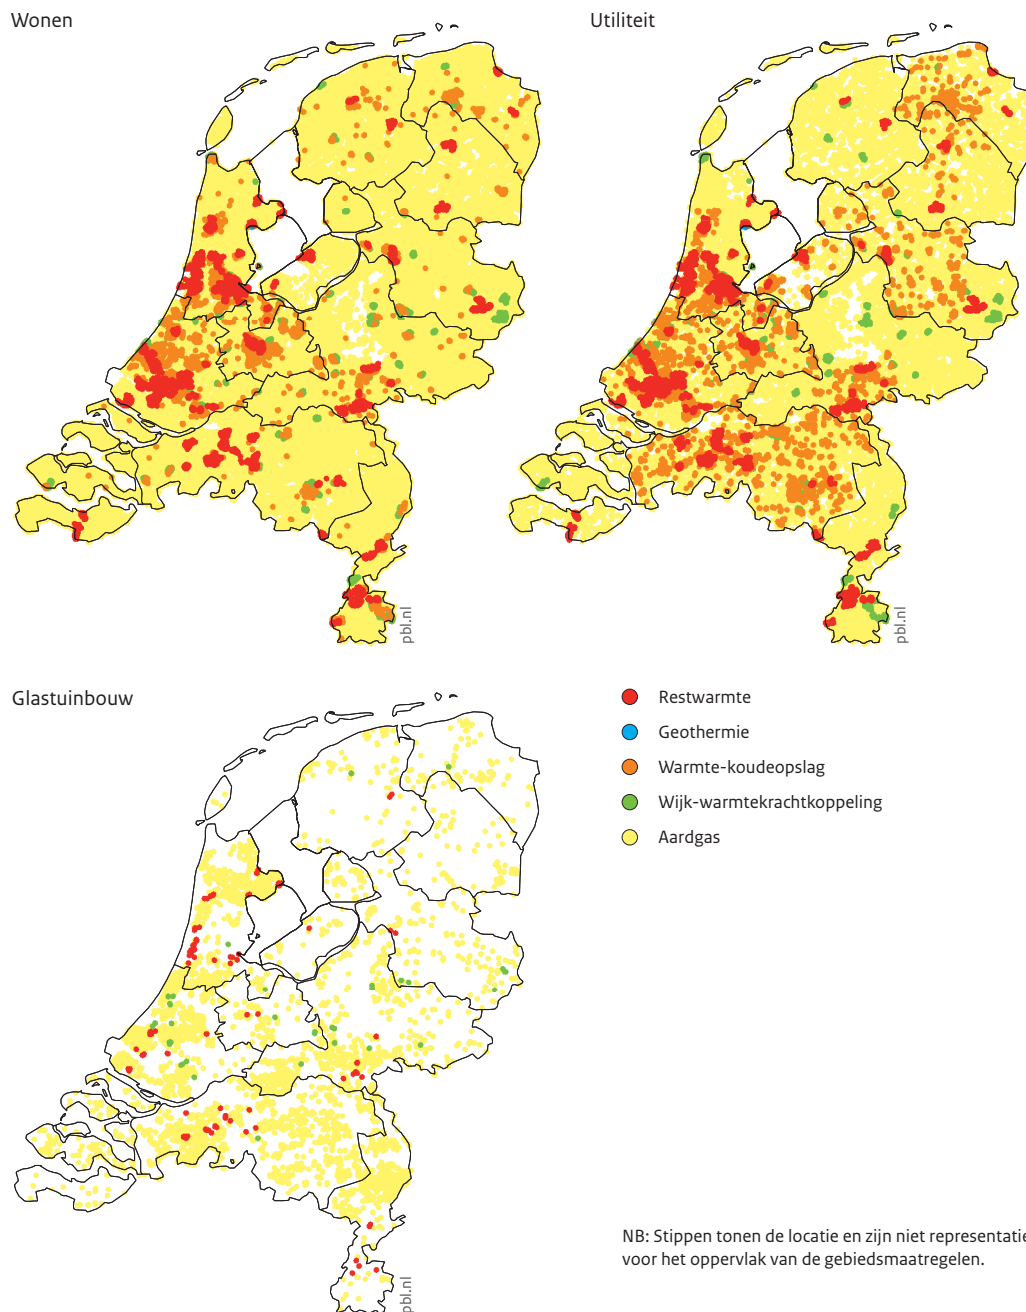 Wonen
Utiliteit
pbl.nl
pbl.nl
Glastuinbouw
Restwarmte
Geothermie
Warmte-koudeopslag
Wijk-warmtekrachtkoppeling
Aardgas
NB: Stippen tonen de locatie en zijn niet representatie
voor het oppervlak van de gebiedsmaatregelen.
pbl.nl